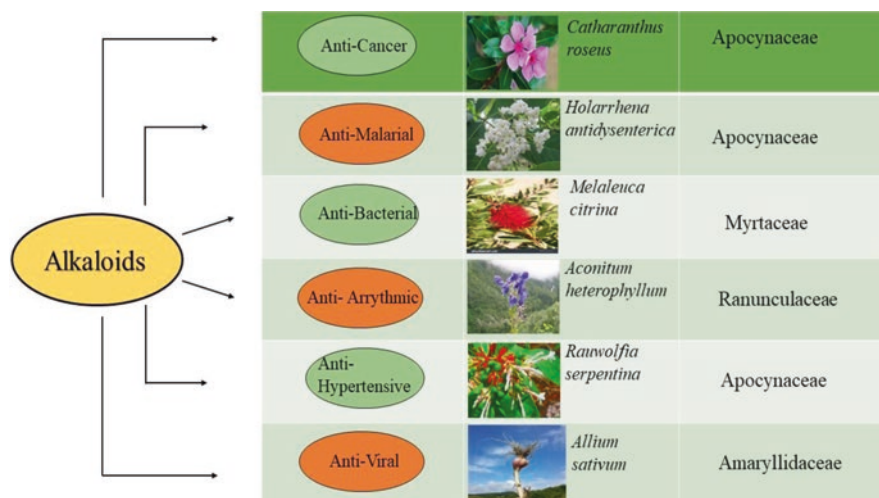 Alkaloids
Anti-Cancer
Catharanthus
roseus
Apocynaceae
Anti-Malarial
Holarrhena
antidysenterica
Apocynaceae
Anti-Bacterial
Melaleuca
citrina
Myrtaceae
Anti- Arrythmic
Aconitum
heterophyllum
Ranunculaceae
Anti-
Hypertensive
Rauwolfia
serpentina
Apocynaceae
Anti-Viral
Allium
sativum
Amaryllidaceae